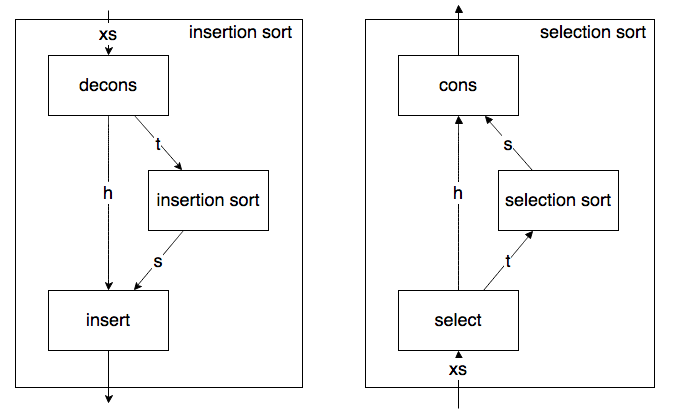 insertion sort
xs
decons
t
h
insertion sort
s
insert
selection sort
cons
s
h
selection sort
t
select
xs